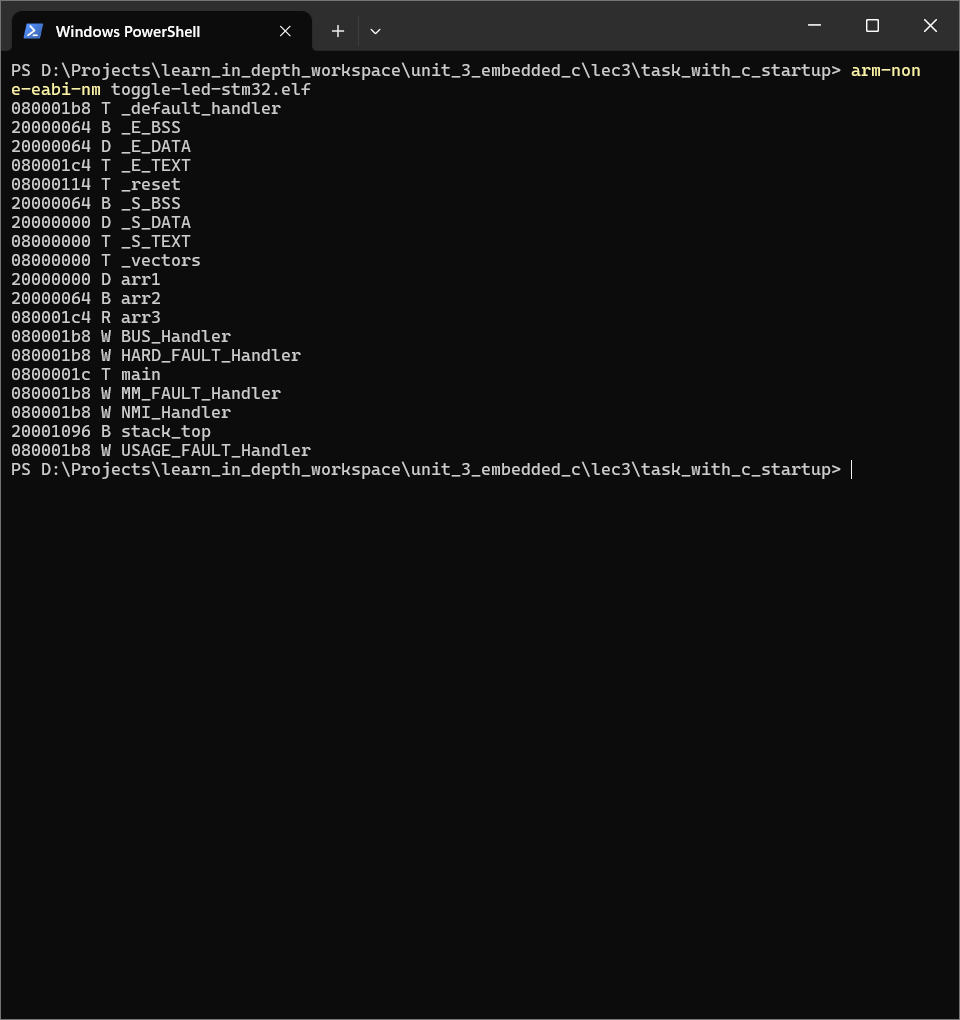 Windows PowerShell
PS D:\Projects\learn_in_depth_workspace\unit_3_embedded_c\lec3\task_with_c_startup> arm-non
e-eabi-nm toggle-led-stm32.elf
080001b8 T _default_handler
20000064 B _E_BSS
20000064 D _E_DATA
080001c4 T _E_TEXT
08000114 T _reset
20000064 B _S_BSS
20000000 D _S_DATA
08000000 T _S_TEXT
08000000 T _vectors
20000000 D arr1
20000064 B arr2
080001c4 R arr3
080001b8 W BUS_Handler
080001b8 W HARD_FAULT_Handler
0800001c T main
080001b8 W MM_FAULT_Handler
080001b8 W NMI_Handler
20001096 B stack_top
080001b8 W USAGE_FAULT_Handler
PS D:\Projects\learn_in_depth_workspace\unit_3_embedded_c\lec3\task_with_c_startup>